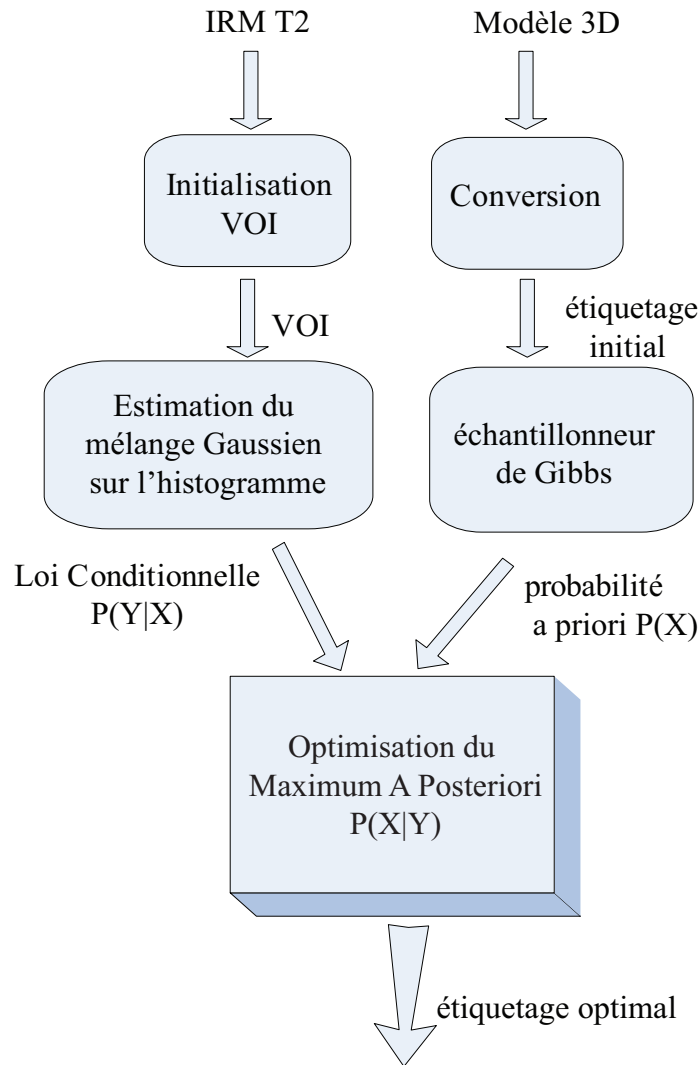 IRM T2
Modèle 3D
Initialisation
VOI
Conversion
VOI
étiquetage
initial
Estimation du
mélange Gaussien
sur l'histogramme
échantillonneur
de Gibbs
Loi Conditionnelle
P(Y|X)
probabilité
a priori P(X)
Optimisation du
Maximum A Posteriori
P(X|Y)
étiquetage optimal